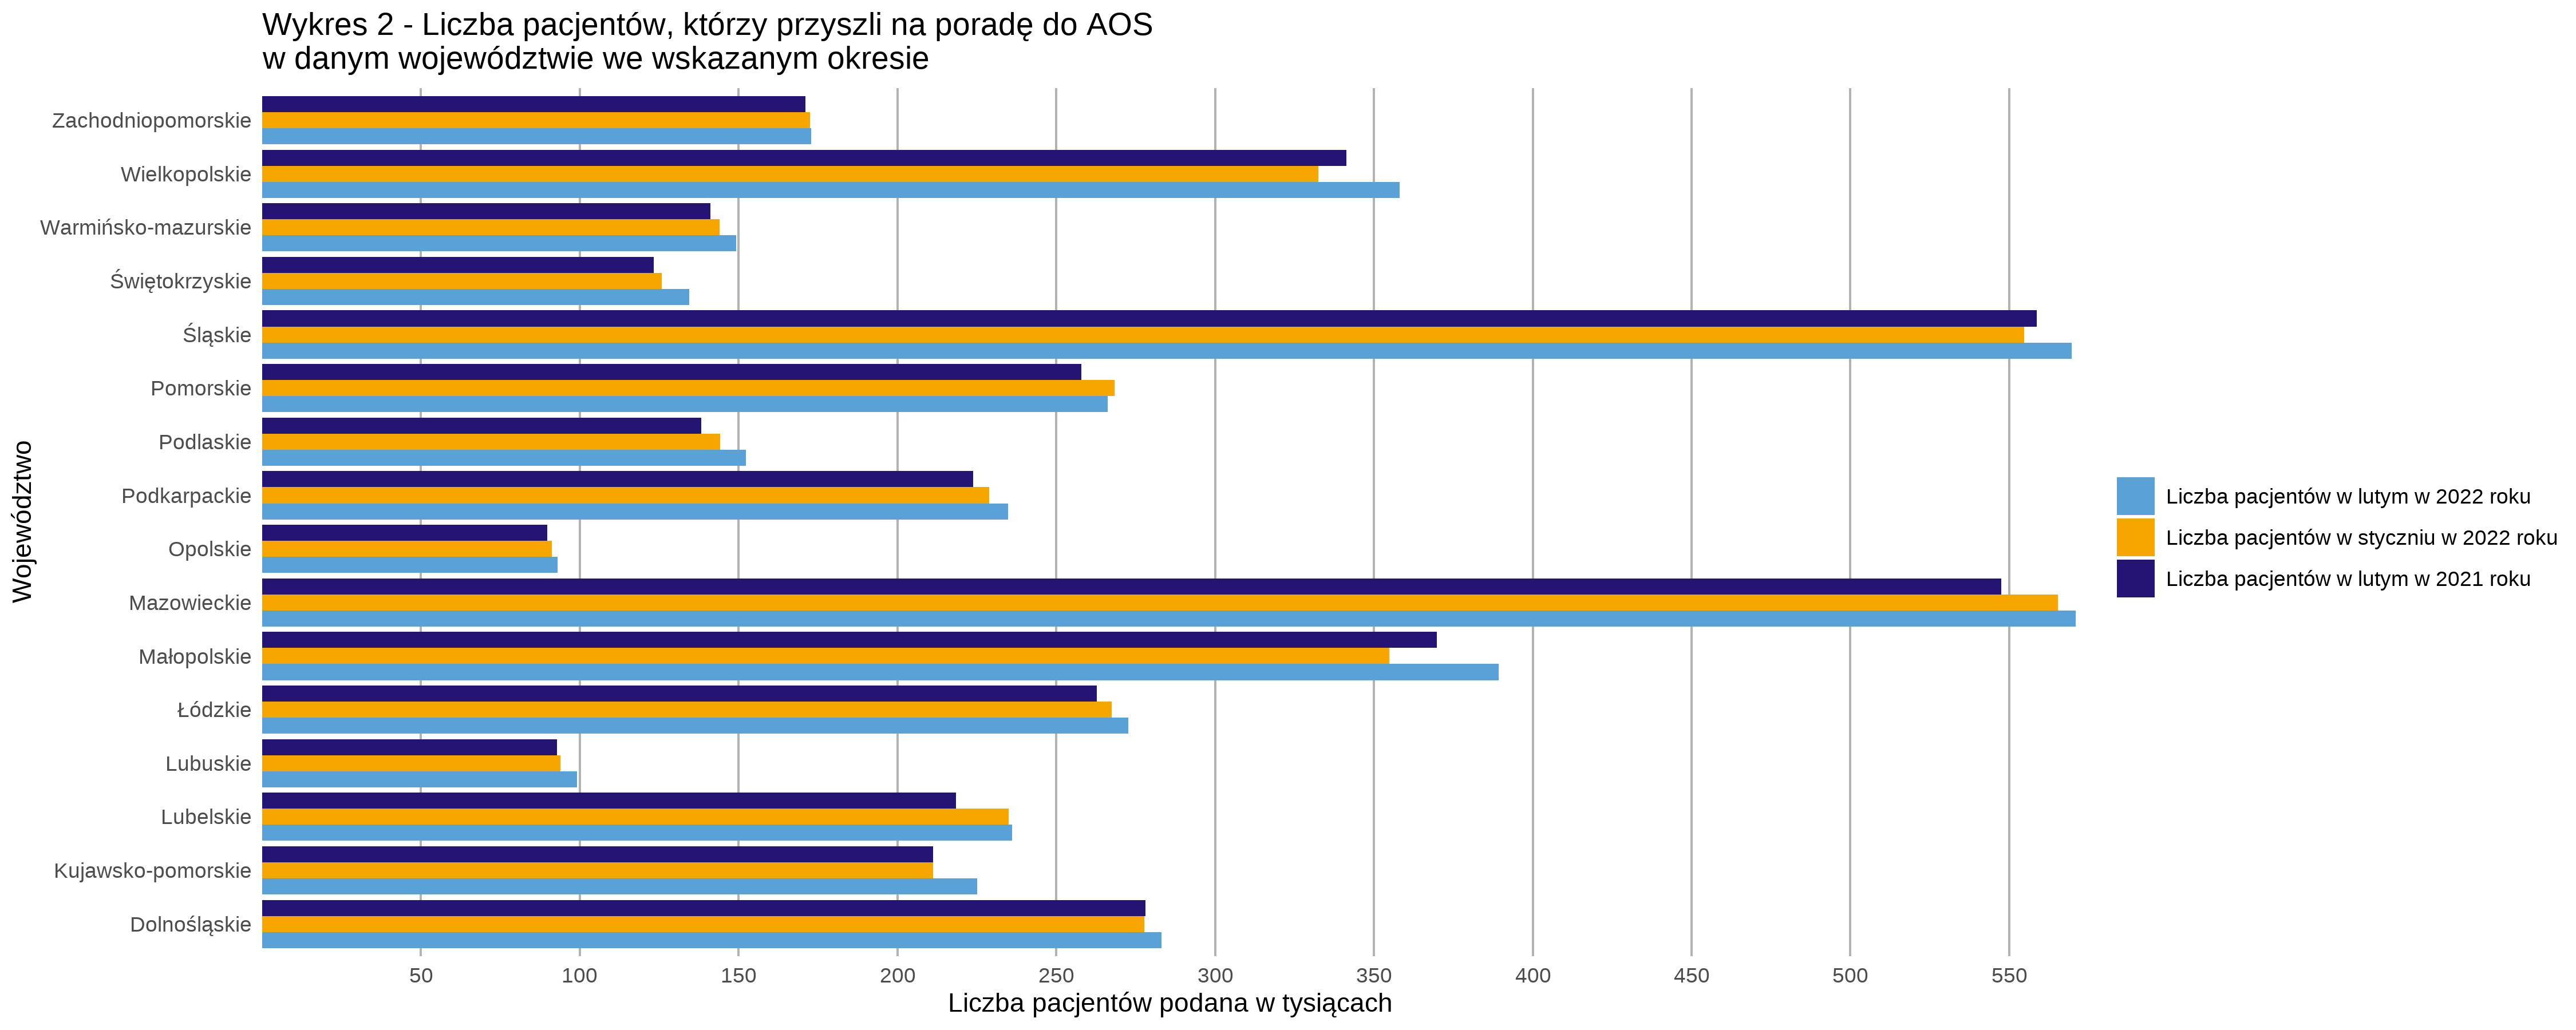 Wykres 2 - Liczba pacjentów, którzy przyszli na poradę do AOS
w danym województwie we wskazanym okresie
Województwo
Zachodniopomorskie
Wielkopolskie
Warmińsko-mazurskie
Świętokrzyskie
Śląskie
Pomorskie
Podlaskie
Podkarpackie
Opolskie
Mazowieckie
Małopolskie
Łódzkie
Lubuskie
Lubelskie
Kujawsko-pomorskie
Dolnośląskie
50 100 150 200 250 300 350 400 450 500 550
Liczba pacjentów podana w tysiącach
Liczba pacjentów w lutym w 2022 roku
Liczba pacjentów w styczniu w 2022 roku
Liczba pacjentów w lutym w 2021 roku